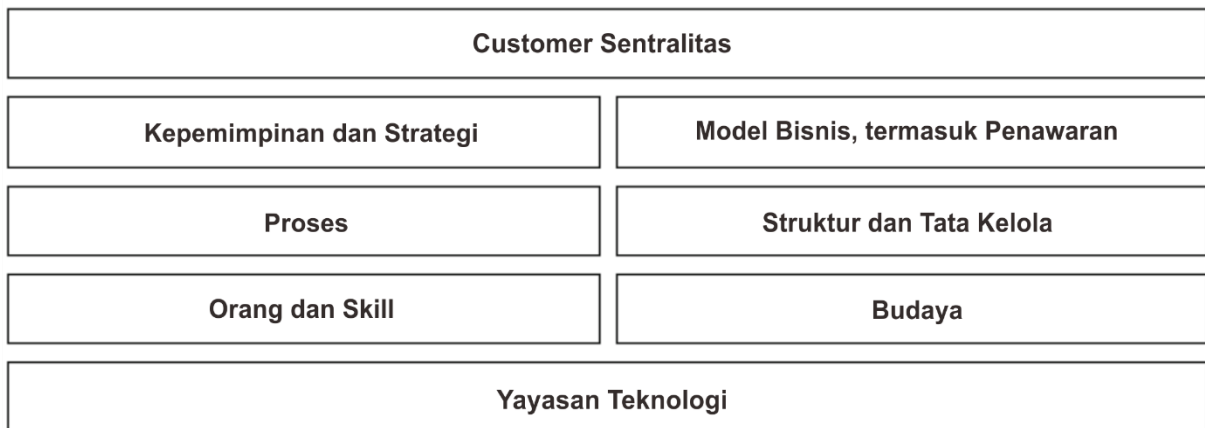 Customer Sentralitas
Kepemimpinan dan Strategi
Model Bisnis, termasuk Penawaran
Proses
Struktur dan Tata Kelola
Orang dan Skill
Budaya
Yayasan Teknologi